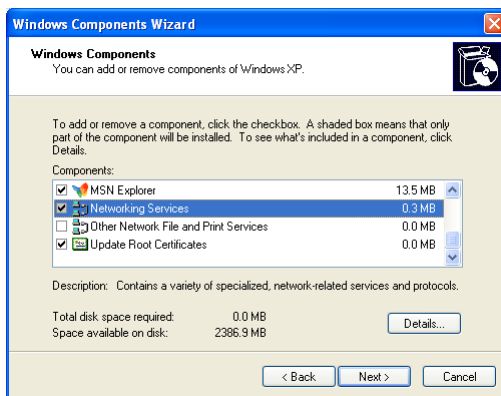 Windows Components Wizard
Windows Components
You can add or remove components of Windows XP.
To add or remove a component, click the checkbox. A shaded box means that only
part of the component will be installed. To see what's included in a component, click
Details.
Components:
MSN Explorer 13.5 MB
Networking Services 0.3 MB
Other Network File and Print Services 0.0 MB
Update Root Certificates 0.0 MB
Description: Contains a variety of specialized, network-related services and protocols.
Total disk space required: 0.0 MB
Space available on disk: 2386.9 MB
Details...
< Back Next > Cancel